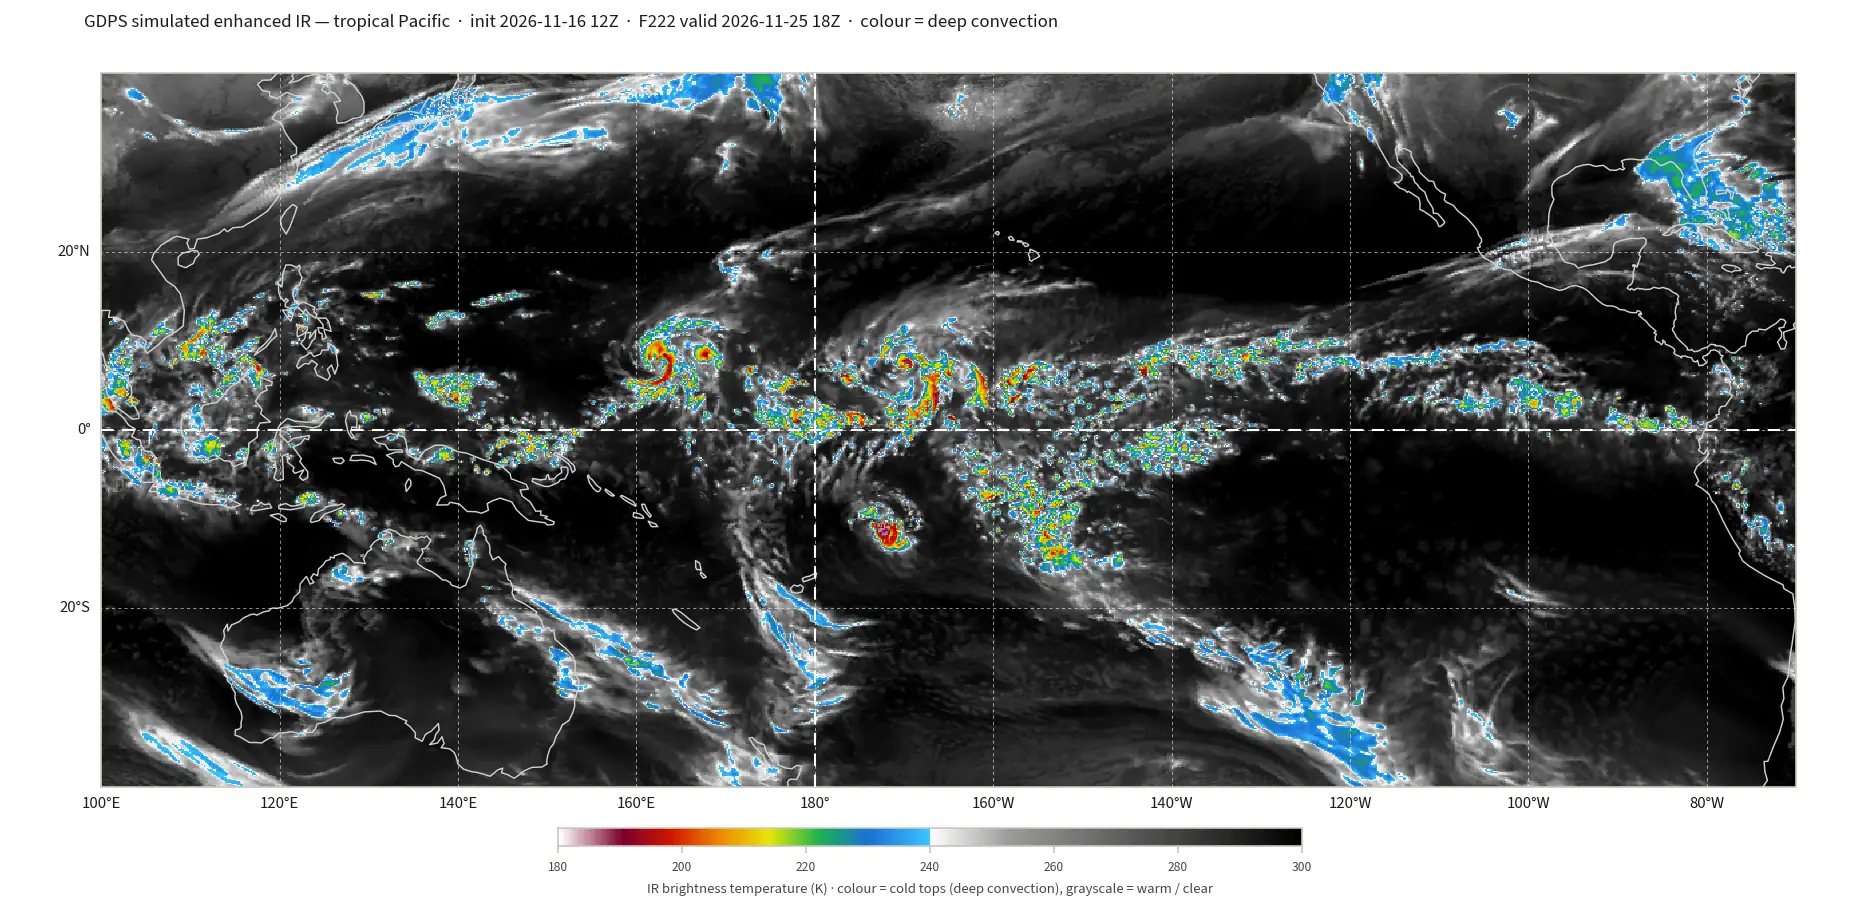 GDPS simulated enhanced IR — tropical Pacific · init 2026-11-16 12Z · F222 valid 2026-11-25 18Z · colour = deep convection
20°N
0°
20°S
100°E 120°E 140°E 160°E 180° 160°W 140°W 120°W 100°W 80°W
180 200 220 240 260 280 300
IR brightness temperature (K) · colour = cold tops (deep convection), grayscale = warm / clear